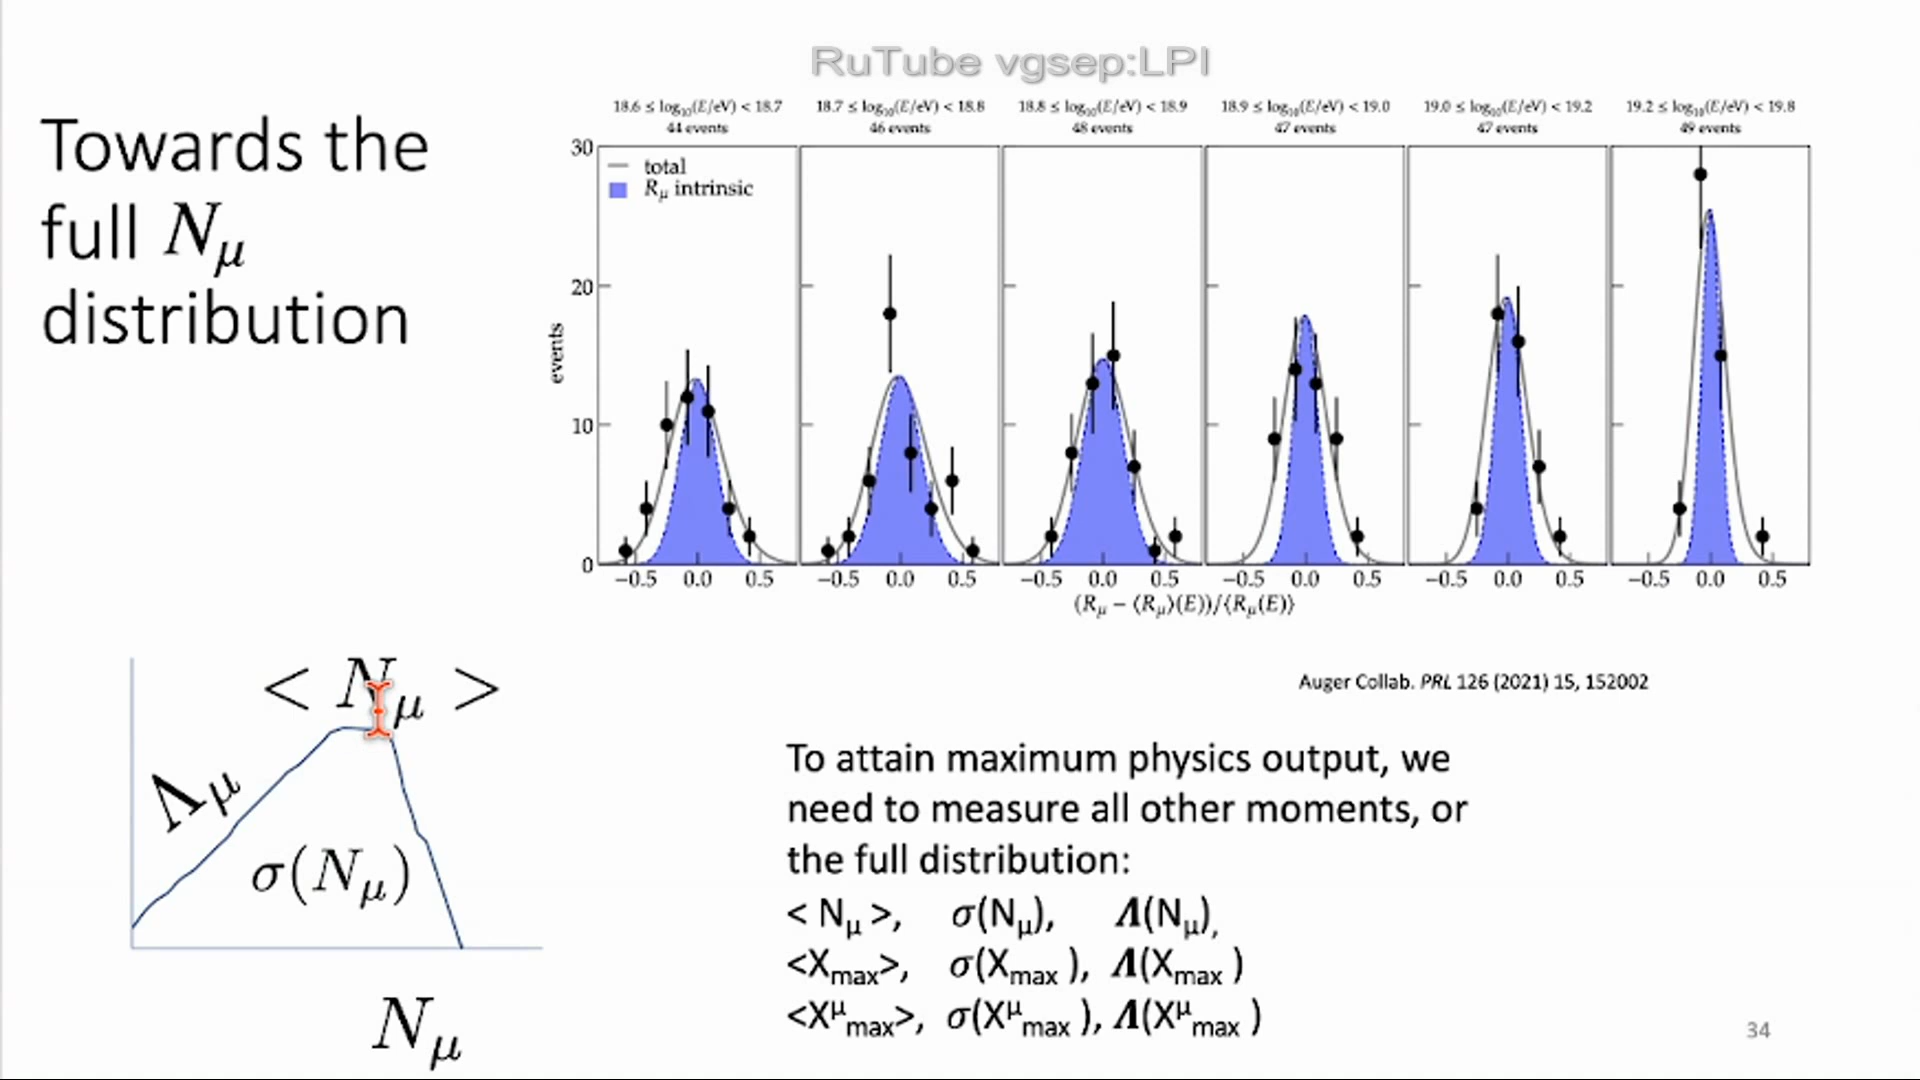 RuTube vgsep:LPI
Towards the
full Nμ
distribution
18.6 ≤ log10(E/eV) < 18.7
44 events
18.7 ≤ log10(E/eV) < 18.8
46 events
18.8 ≤ log10(E/eV) < 18.9
48 events
18.9 ≤ log10(E/eV) < 19.0
47 events
19.0 ≤ log10(E/eV) < 19.2
47 events
19.2 ≤ log10(E/eV) < 19.8
49 events
total
Rμ intrinsic
30
20
10
0
events
−0.5 0.0 0.5
−0.5 0.0 0.5
−0.5 0.0 0.5
−0.5 0.0 0.5
−0.5 0.0 0.5
−0.5 0.0 0.5
(Rμ − ⟨Rμ⟩(E))/⟨Rμ(E)⟩
Auger Collab. PRL 126 (2021) 15, 152002
< Nμ >
Λμ
σ(Nμ)
Nμ
To attain maximum physics output, we
need to measure all other moments, or
the full distribution:
< Nμ >, σ(Nμ), Λ(Nμ),
<Xmax>, σ(Xmax ), Λ(Xmax )
<Xμmax>, σ(Xμmax ), Λ(Xμmax )
34